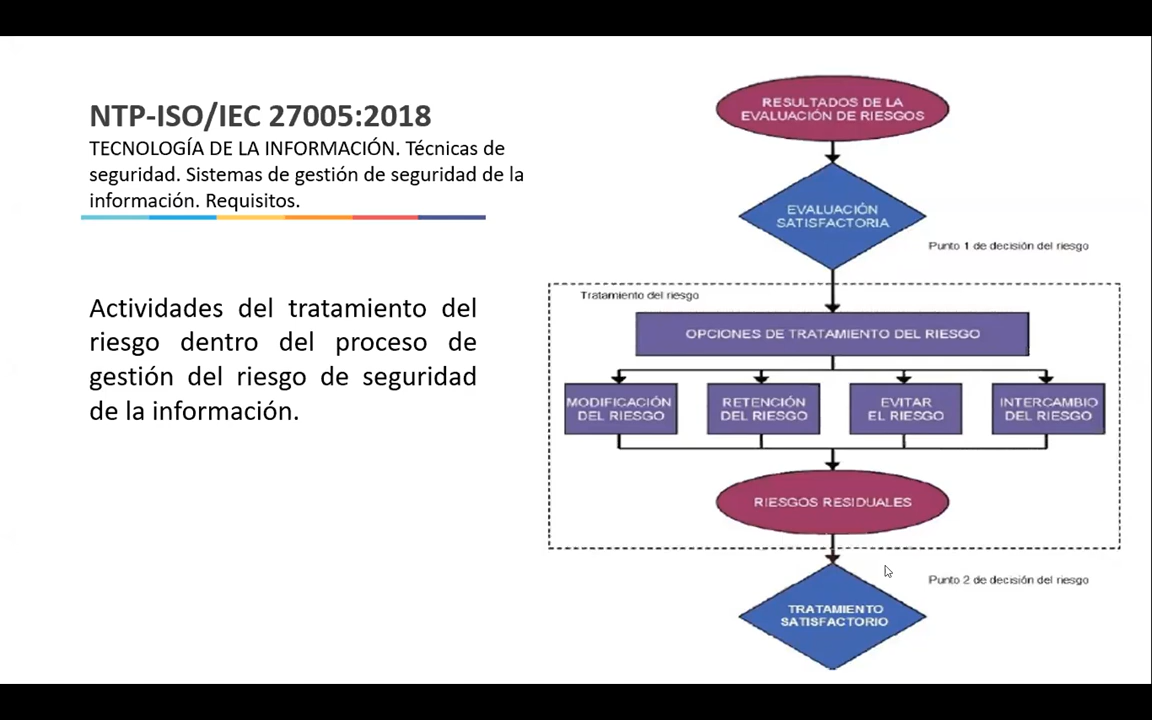 NTP-ISO/IEC 27005:2018
TECNOLOGÍA DE LA INFORMACIÓN. Técnicas de
seguridad. Sistemas de gestión de seguridad de la
información. Requisitos.
Actividades del tratamiento del
riesgo dentro del proceso de
gestión del riesgo de seguridad
de la información.
RESULTADOS DE LA
EVALUACIÓN DE RIESGOS
EVALUACIÓN
SATISFACTORIA
Punto 1 de decisión del riesgo
Tratamiento del riesgo
OPCIONES DE TRATAMIENTO DEL RIESGO
MODIFICACIÓN
DEL RIESGO
RETENCIÓN
DEL RIESGO
EVITAR
EL RIESGO
INTERCAMBIO
DEL RIESGO
RIESGOS RESIDUALES
Punto 2 de decisión del riesgo
TRATAMIENTO
SATISFACTORIO